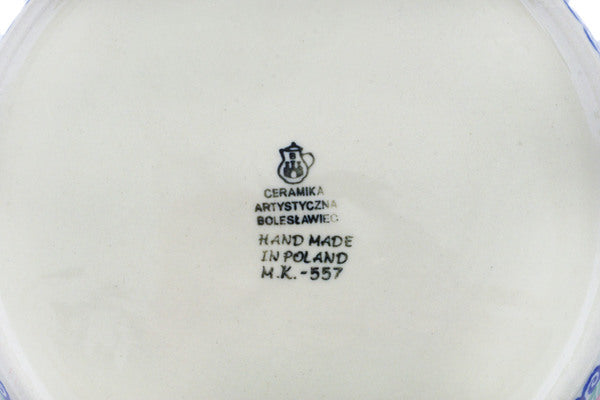 CERAMIKA
ARTYSTYCZNA
BOLESŁAWIEC
HAND MADE
IN POLAND
M.K.-557